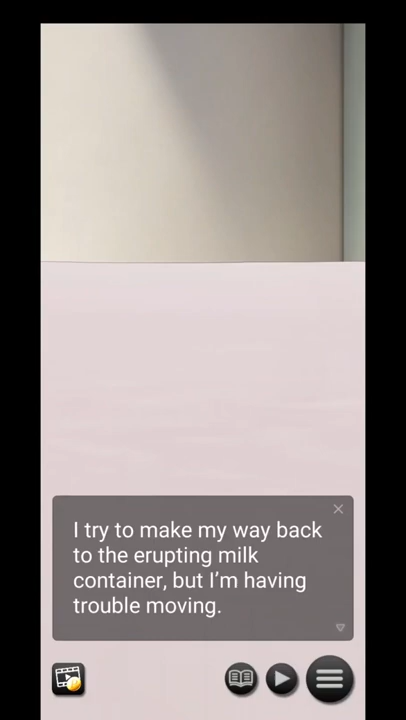 I try to make my way back
to the erupting milk
container, but I’m having
trouble moving.